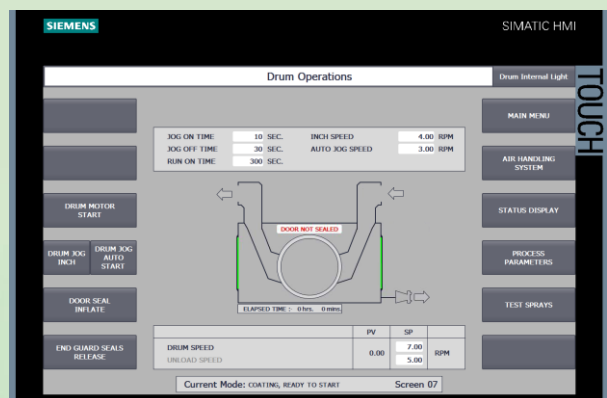 SIEMENS
SIMATIC HMI
TOUCH
Drum Operations
Drum Internal Light
MAIN MENU
JOG ON TIME 10 SEC. INCH SPEED 4.00 RPM
JOG OFF TIME 30 SEC. AUTO JOG SPEED 3.00 RPM
RUN ON TIME 300 SEC.
AIR HANDLING
SYSTEM
DRUM MOTOR
START
STATUS DISPLAY
DOOR NOT SEALED
DRUM JOG
INCH
DRUM JOG
AUTO
START
PROCESS
PARAMETERS
DOOR SEAL
INFLATE
ELAPSED TIME : 0 hrs. 0 mins.
TEST SPRAYS
PV SP
END GUARD SEALS
RELEASE
DRUM SPEED 0.00 7.00 RPM
UNLOAD SPEED 5.00
Current Mode: COATING, READY TO START Screen 07